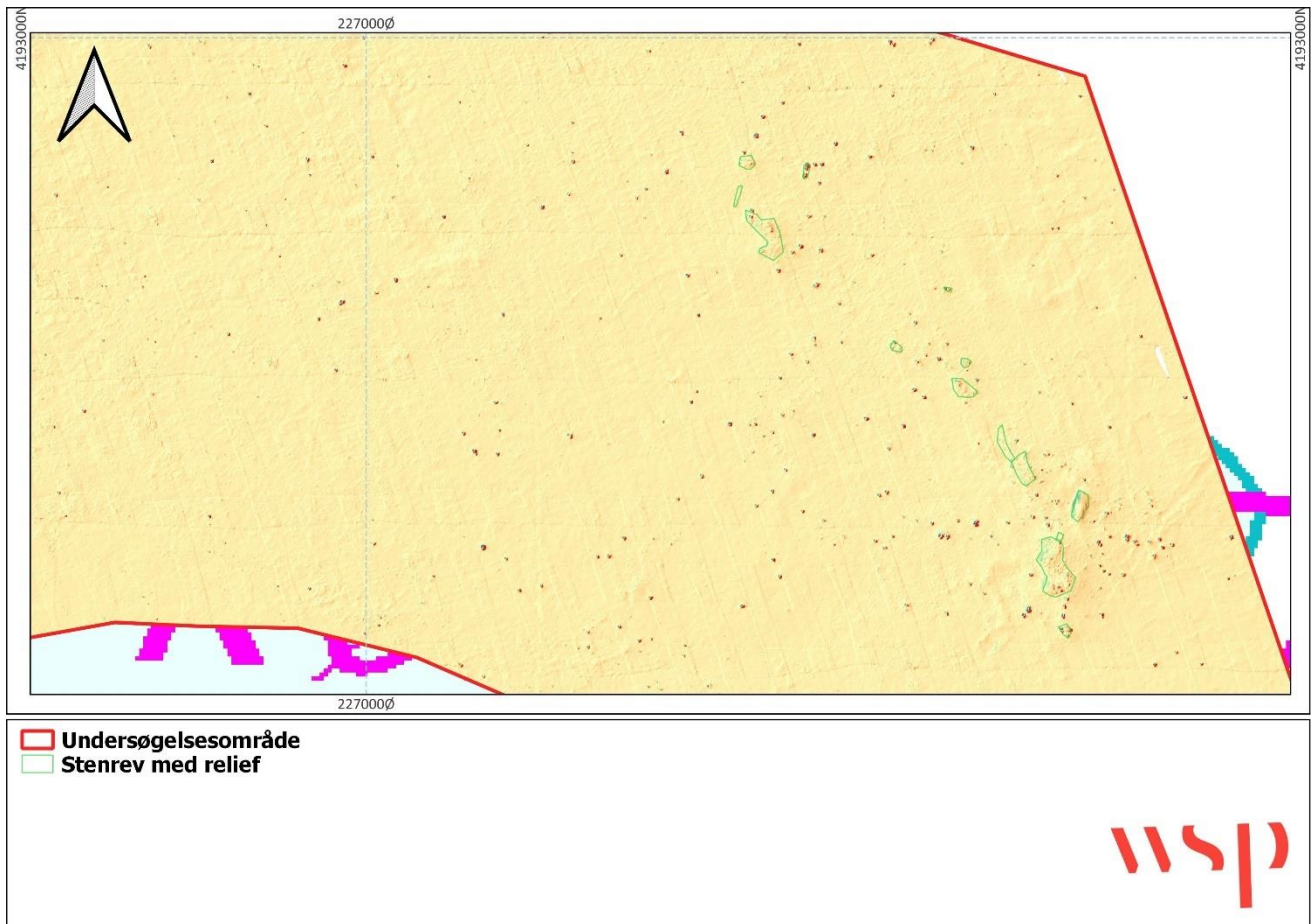 227000Ø
4193000N
4193000N
227000Ø
Undersøgelsesområde
Stenrev med relief
wsp